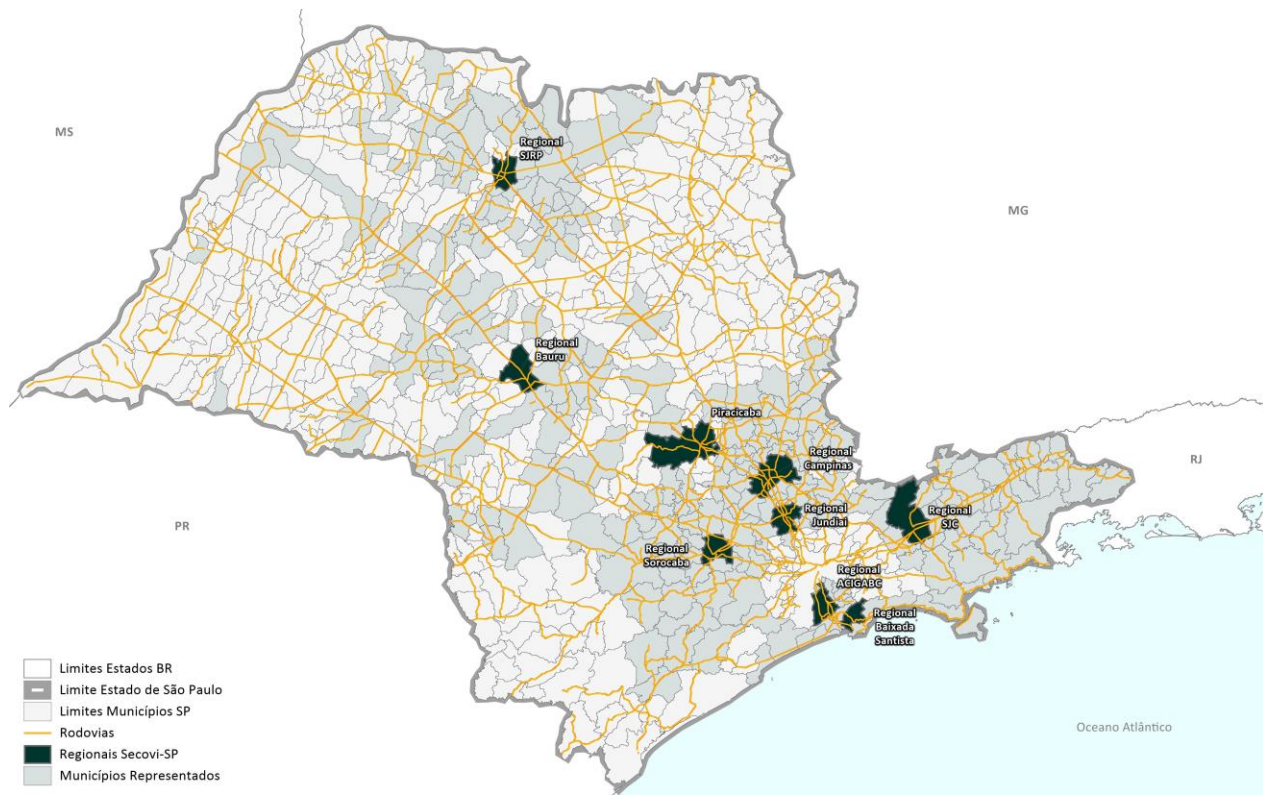 MS
Regional
SJRP
MG
Regional
Bauru
Piracicaba
Regional
Campinas
RJ
Regional
Jundiaí
Regional
SJC
PR
Regional
Sorocaba
Regional
ACIGABC
Regional
Baixada
Santista
Limites Estados BR
Limite Estado de São Paulo
Limites Municípios SP
Rodovias
Regionais Secovi-SP
Municípios Representados
Oceano Atlântico